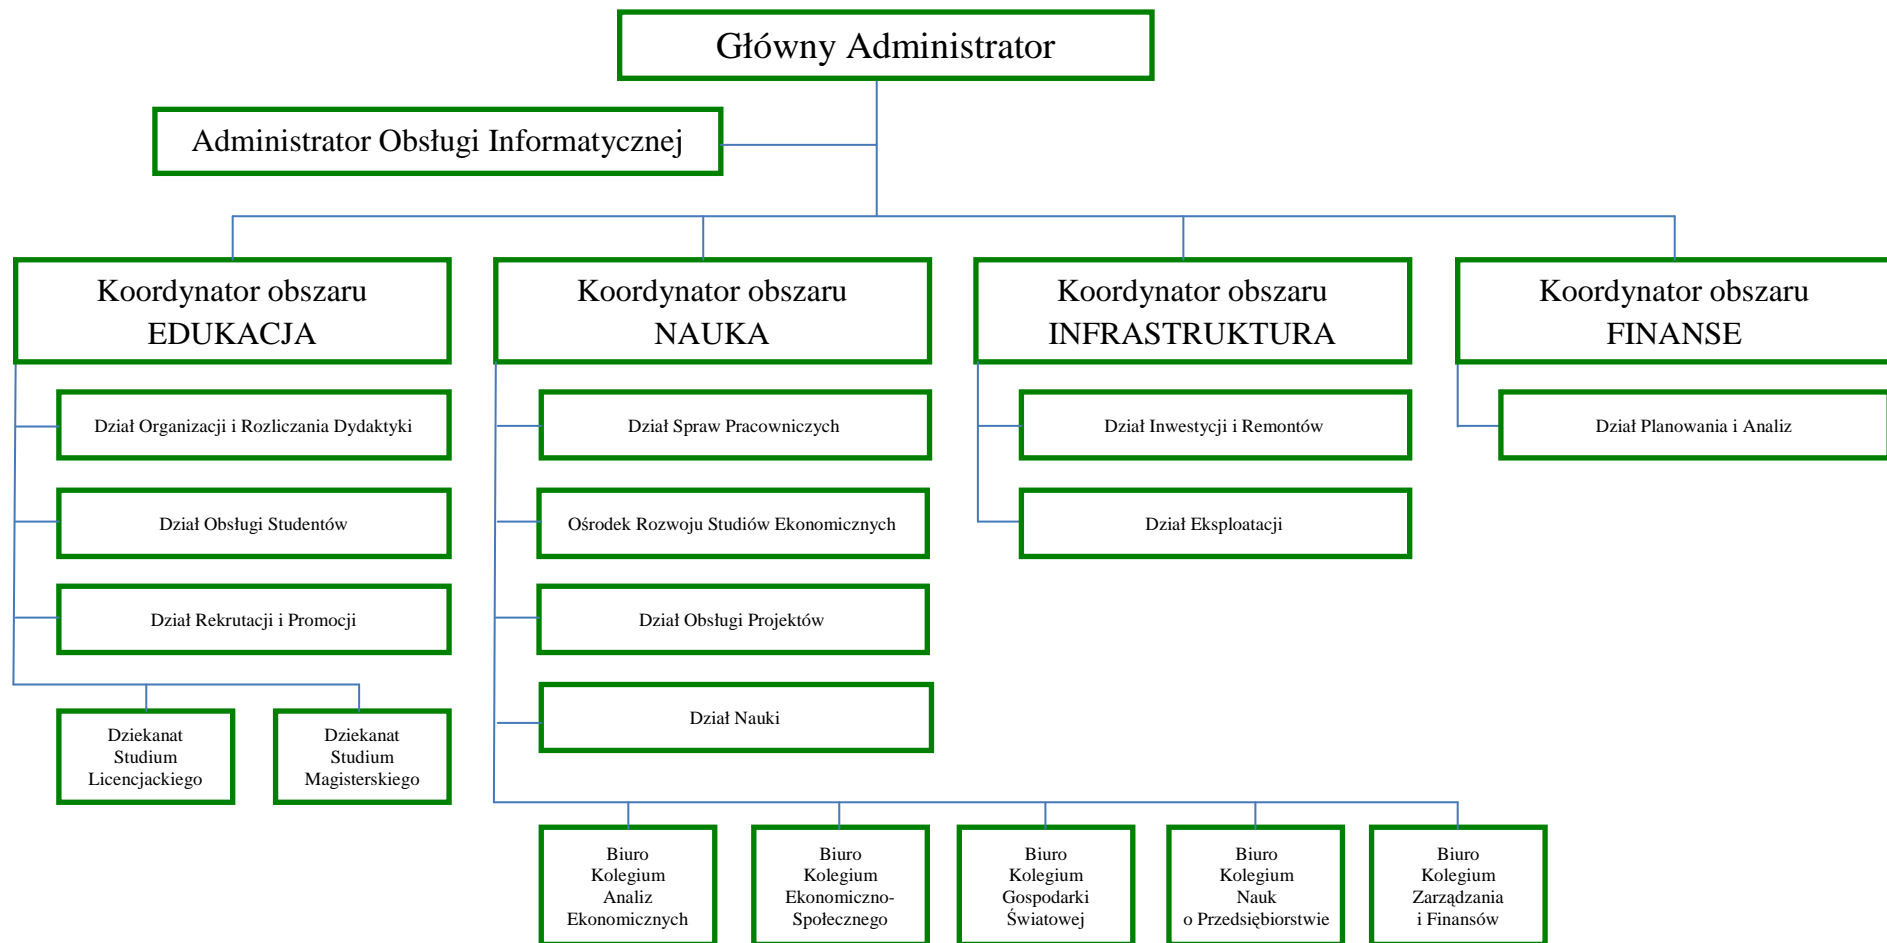 Główny Administrator
Administrator Obsługi Informatycznej
Koordynator obszaru
EDUKACJA
Koordynator obszaru
NAUKA
Koordynator obszaru
INFRASTRUKTURA
Koordynator obszaru
FINANSE
Dział Organizacji i Rozliczania Dydaktyki
Dział Spraw Pracowniczych
Dział Inwestycji i Remontów
Dział Planowania i Analiz
Dział Obsługi Studentów
Ośrodek Rozwoju Studiów Ekonomicznych
Dział Eksploatacji
Dział Rekrutacji i Promocji
Dział Obsługi Projektów
Dział Nauki
Dziekanat
Studium
Licencjackiego
Dziekanat
Studium
Magisterskiego
Biuro
Kolegium
Analiz
Ekonomicznych
Biuro
Kolegium
Ekonomiczno-
Społecznego
Biuro
Kolegium
Gospodarki
Światowej
Biuro
Kolegium
Nauk
o Przedsiębiorstwie
Biuro
Kolegium
Zarządzania
i Finansów